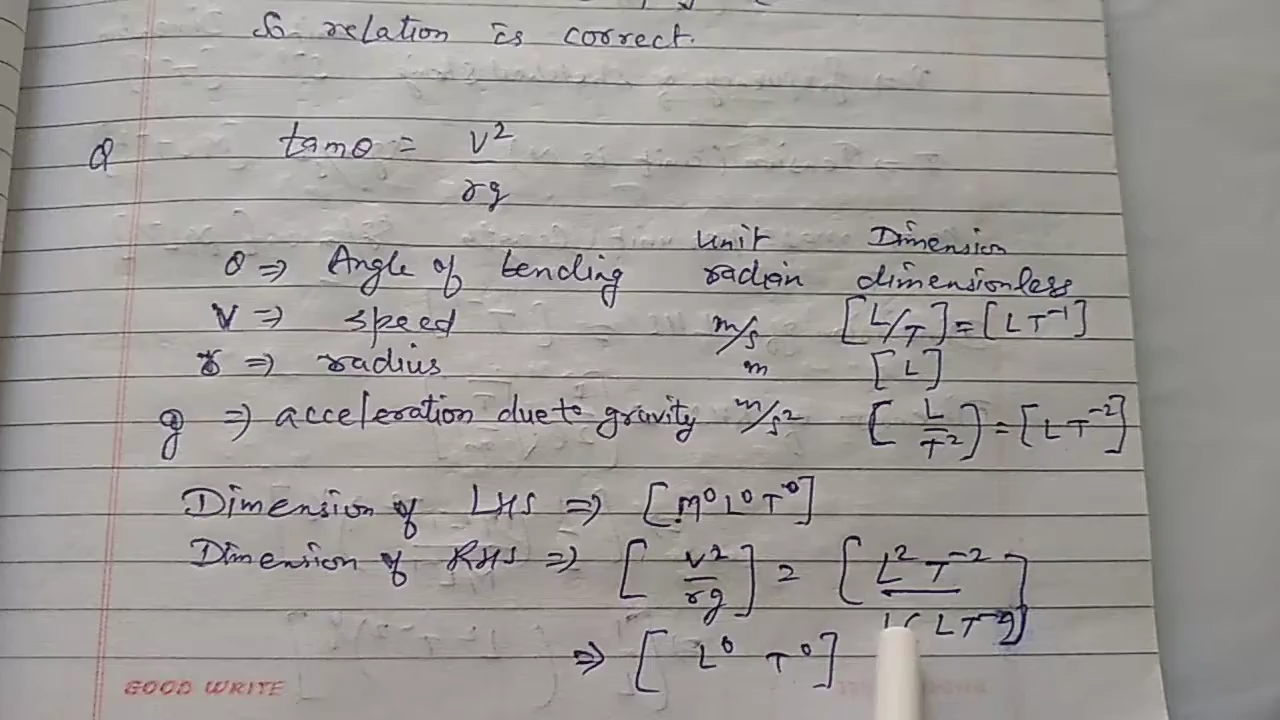 So relation is correct.
Q tanθ = V²
rg
Unit Dimension
θ ⇒ Angle of bending radian dimensionless
V ⇒ speed m/s [L/T] = [LT⁻¹]
r ⇒ radius m [L]
g ⇒ acceleration due to gravity m/s² [L/T²] = [LT⁻²]
Dimension of LHS ⇒ [M⁰L⁰T⁰]
Dimension of RHS ⇒ [V²/rg] = [L²T⁻²
L(LT⁻²)]
⇒ [L⁰ T⁰]
GOOD WRITE